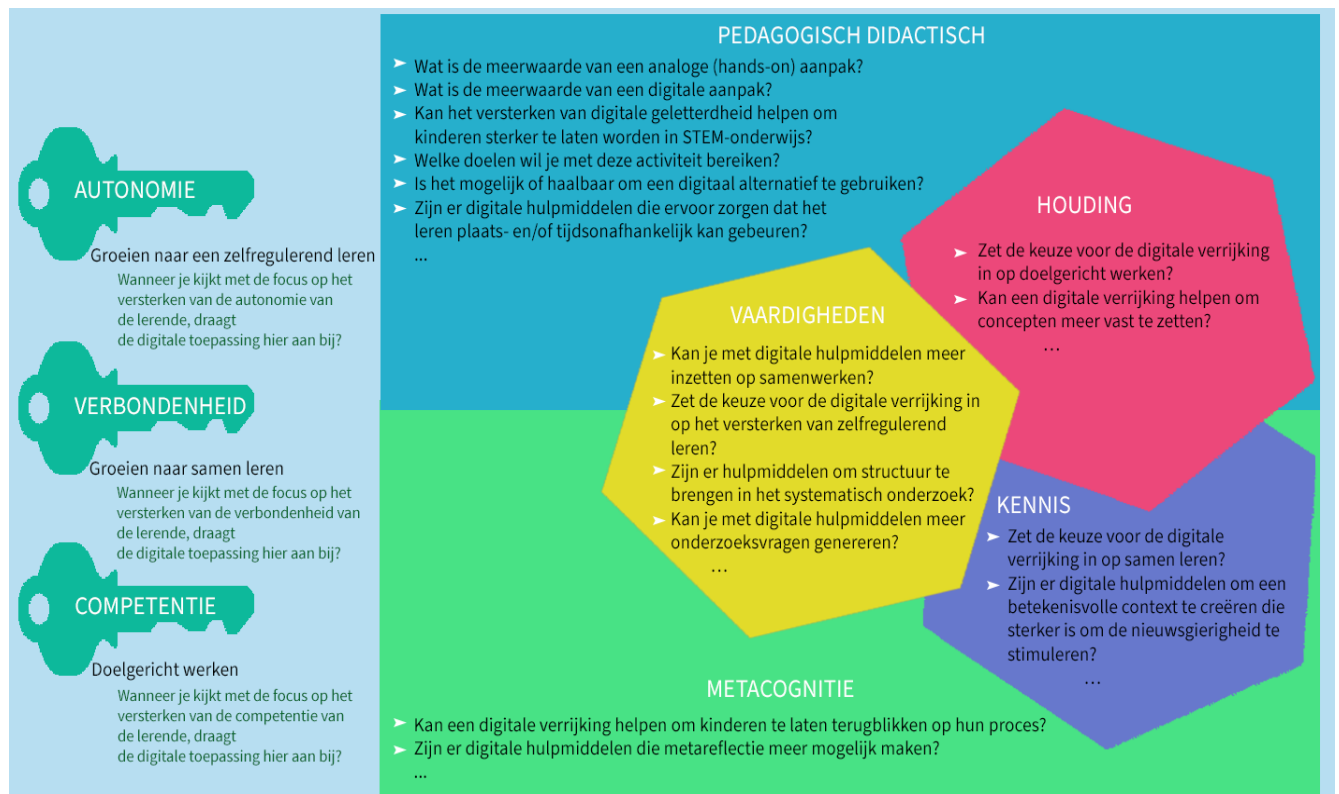 AUTONOMIE
Groeien naar een zelfregulerend leren
Wanneer je kijkt met de focus op het
versterken van de autonomie van
de lerende, draagt
de digitale toepassing hier aan bij?
VERBONDENHEID
Groeien naar samen leren
Wanneer je kijkt met de focus op het
versterken van de verbondenheid van
de lerende, draagt
de digitale toepassing hier aan bij?
COMPETENTIE
Doelgericht werken
Wanneer je kijkt met de focus op het
versterken van de competentie van
de lerende, draagt
de digitale toepassing hier aan bij?
PEDAGOGISCH DIDACTISCH
Wat is de meerwaarde van een analoge (hands-on) aanpak?
Wat is de meerwaarde van een digitale aanpak?
Kan het versterken van digitale geletterdheid helpen om
kinderen sterker te laten worden in STEM-onderwijs?
Welke doelen wil je met deze activiteit bereiken?
Is het mogelijk of haalbaar om een digitaal alternatief te gebruiken?
Zijn er digitale hulpmiddelen die ervoor zorgen dat het
leren plaats- en/of tijdsonafhankelijk kan gebeuren?
...
HOUDING
Zet de keuze voor de digitale verrijking
in op doelgericht werken?
Kan een digitale verrijking helpen om
concepten meer vast te zetten?
...
VAARDIGHEDEN
Kan je met digitale hulpmiddelen meer
inzetten op samenwerken?
Zet de keuze voor de digitale verrijking in
op het versterken van zelfregulerend
leren?
Zijn er hulpmiddelen om structuur te
brengen in het systematisch onderzoek?
Kan je met digitale hulpmiddelen meer
onderzoeksvragen genereren?
...
KENNIS
Zet de keuze voor de digitale
verrijking in op samen leren?
Zijn er digitale hulpmiddelen om een
betekenisvolle context te creëren die
sterker is om de nieuwsgierigheid te
stimuleren?
...
METACOGNITIE
Kan een digitale verrijking helpen om kinderen te laten terugblikken op hun proces?
Zijn er digitale hulpmiddelen die metareflectie meer mogelijk maken?
...